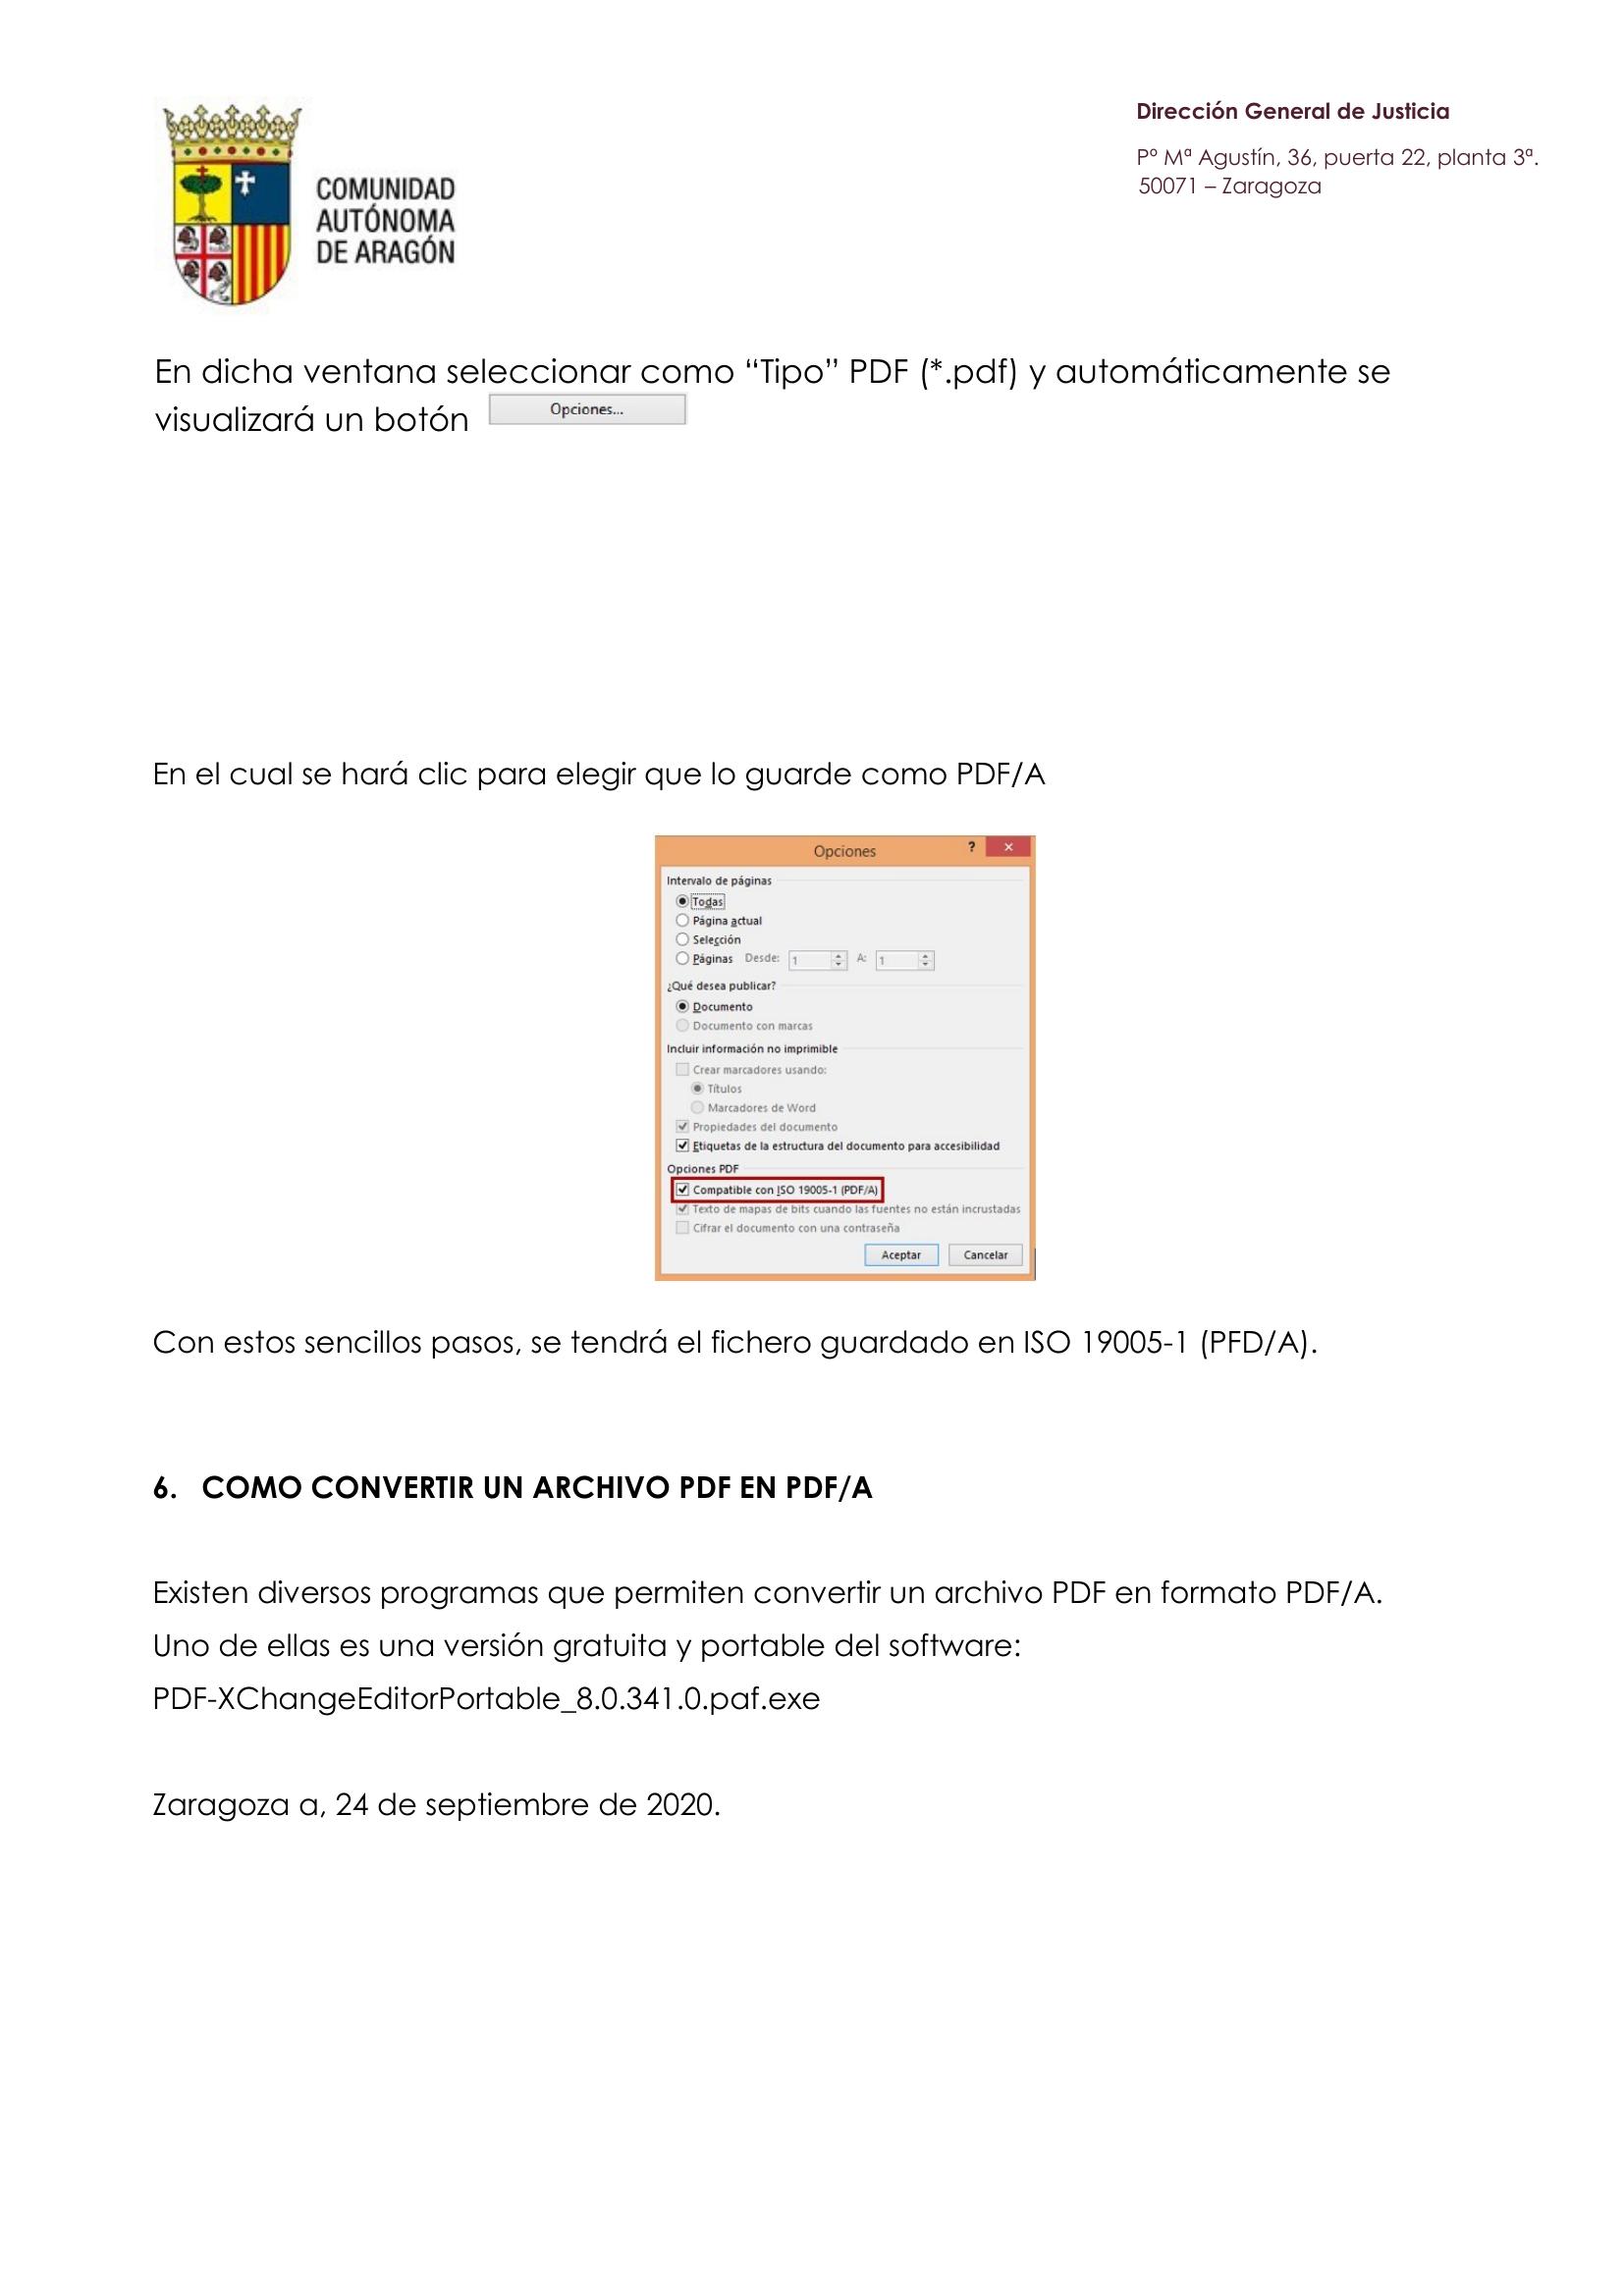 COMUNIDAD
AUTÓNOMA
DE ARAGÓN
Dirección General de Justicia
Pº Mª Agustín, 36, puerta 22, planta 3ª.
50071 – Zaragoza
En dicha ventana seleccionar como “Tipo” PDF (*.pdf) y automáticamente se
visualizará un botón Opciones...
En el cual se hará clic para elegir que lo guarde como PDF/A
Opciones ? ×
Intervalo de páginas
Todas
Página actual
Selección
Páginas Desde: 1 A: 1
¿Qué desea publicar?
Documento
Documento con marcas
Incluir información no imprimible
Crear marcadores usando:
Títulos
Marcadores de Word
Propiedades del documento
Etiquetas de la estructura del documento para accesibilidad
Opciones PDF
Compatible con ISO 19005-1 (PDF/A)
Texto de mapas de bits cuando las fuentes no están incrustadas
Cifrar el documento con una contraseña
Aceptar Cancelar
Con estos sencillos pasos, se tendrá el fichero guardado en ISO 19005-1 (PFD/A).
6. COMO CONVERTIR UN ARCHIVO PDF EN PDF/A
Existen diversos programas que permiten convertir un archivo PDF en formato PDF/A.
Uno de ellas es una versión gratuita y portable del software:
PDF-XChangeEditorPortable_8.0.341.0.paf.exe
Zaragoza a, 24 de septiembre de 2020.